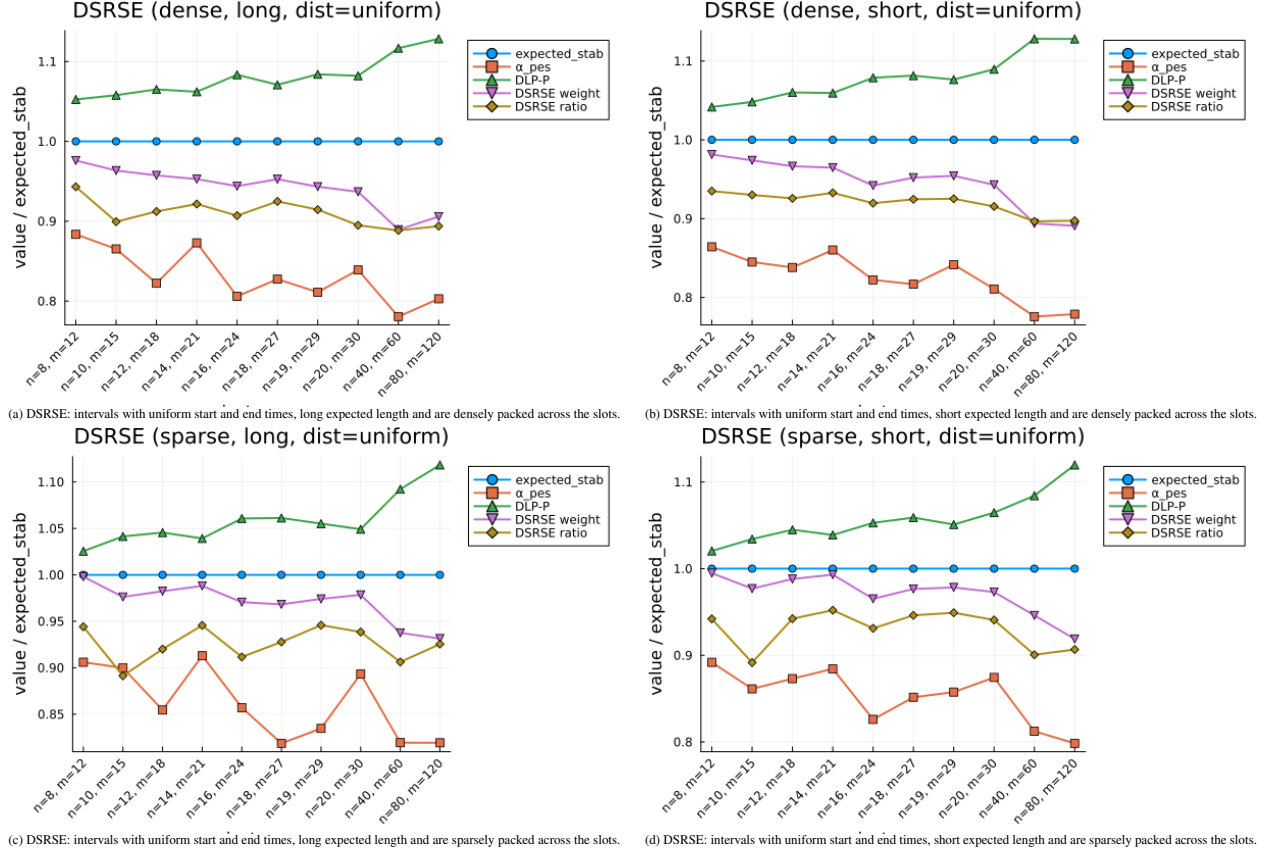 DSRSE (dense, long, dist=uniform)
value / expected_stab
1.1
1.0
0.9
0.8
n=8, m=12
n=10, m=15
n=12, m=18
n=14, m=21
n=16, m=24
n=18, m=27
n=19, m=29
n=20, m=30
n=40, m=60
n=80, m=120
expected_stab
α_pes
DLP-P
DSRSE weight
DSRSE ratio
(a) DSRSE: intervals with uniform start and end times, long expected length and are densely packed across the slots.
DSRSE (dense, short, dist=uniform)
value / expected_stab
1.1
1.0
0.9
0.8
n=8, m=12
n=10, m=15
n=12, m=18
n=14, m=21
n=16, m=24
n=18, m=27
n=19, m=29
n=20, m=30
n=40, m=60
n=80, m=120
expected_stab
α_pes
DLP-P
DSRSE weight
DSRSE ratio
(b) DSRSE: intervals with uniform start and end times, short expected length and are densely packed across the slots.
DSRSE (sparse, long, dist=uniform)
value / expected_stab
1.10
1.05
1.00
0.95
0.90
0.85
n=8, m=12
n=10, m=15
n=12, m=18
n=14, m=21
n=16, m=24
n=18, m=27
n=19, m=29
n=20, m=30
n=40, m=60
n=80, m=120
expected_stab
α_pes
DLP-P
DSRSE weight
DSRSE ratio
(c) DSRSE: intervals with uniform start and end times, long expected length and are sparsely packed across the slots.
DSRSE (sparse, short, dist=uniform)
value / expected_stab
1.1
1.0
0.9
0.8
n=8, m=12
n=10, m=15
n=12, m=18
n=14, m=21
n=16, m=24
n=18, m=27
n=19, m=29
n=20, m=30
n=40, m=60
n=80, m=120
expected_stab
α_pes
DLP-P
DSRSE weight
DSRSE ratio
(d) DSRSE: intervals with uniform start and end times, short expected length and are sparsely packed across the slots.